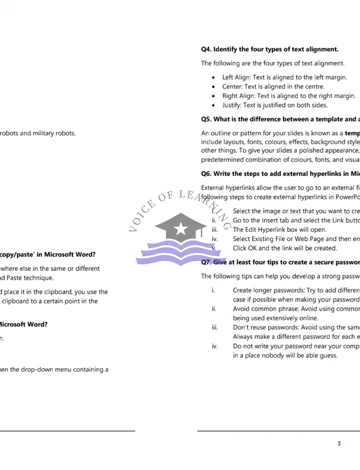 robots and military robots.
copy/paste' in Microsoft Word?
where else in the same or different
nd Paste technique.
d place it in the clipboard, you use the
clipboard to a certain point in the
Microsoft Word?
e.
pen the drop-down menu containing a
Q4. Identify the four types of text alignment.
The following are the four types of text alignment.
• Left Align: Text is aligned to the left margin.
• Center: Text is aligned in the centre.
• Right Align: Text is aligned to the right margin.
• Justify: Text is justified on both sides.
Q5. What is the difference between a template and a
An outline or pattern for your slides is known as a temp
include layouts, fonts, colours, effects, background style
other things. To give your slides a polished appearance,
predetermined combination of colours, fonts, and visua
Q6. Write the steps to add external hyperlinks in Mic
External hyperlinks allow the user to go to an external fi
following steps to create external hyperlinks in PowerPo
i. Select the image or text that you want to cre
ii. Go to the Insert tab and select the Link butto
iii. The Edit Hyperlink box will open.
iv. Select Existing File or Web Page and then en
v. Click OK and the link will be created.
Q7. Give at least four tips to create a secure passwor
The following tips can help you develop a strong passw
i. Create longer passwords: Try to add differen
case if possible when making your password
ii. Avoid common phrase: Avoid using common
being used extensively online.
iii. Don't reuse passwords: Avoid using the same
Always make a different password for each e
iv. Do not write your password near your comp
in a place nobody will be able guess.
VOICE OF LEARNING
3